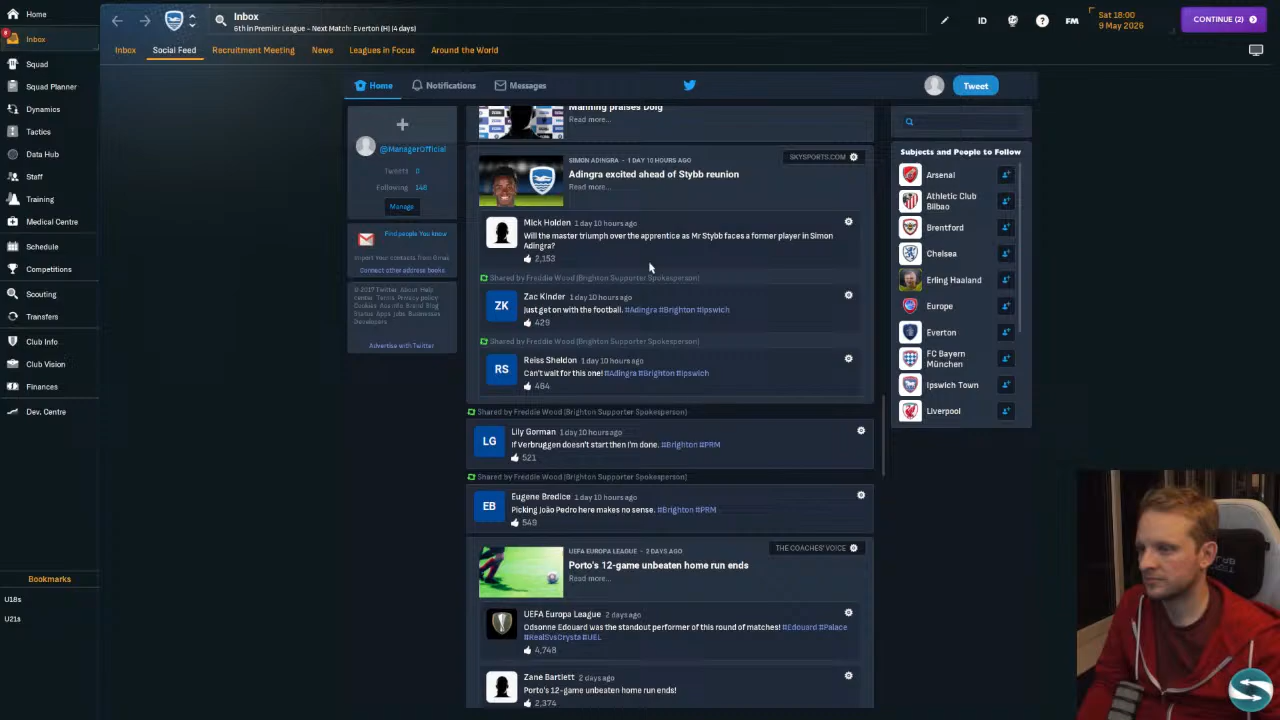 Home
Inbox
6th in Premier League - Next Match: Everton (H) (4 days)
ID
FM
Sat 18:00
9 May 2026
CONTINUE (2)
8
Inbox
Inbox
Social Feed
Recruitment Meeting
News
Leagues in Focus
Around the World
Squad
Squad Planner
Dynamics
Tactics
Data Hub
Staff
Training
Medical Centre
Schedule
Competitions
Scouting
Transfers
Club Info
Club Vision
Finances
Dev. Centre
Bookmarks
U18s
U21s
Home
Notifications
Messages
Tweet
@ManagerOfficial
Tweets 0
Following 148
Manage
Find people You know
Import Your contacts from Gmail
Connect other address books
© 2017 Twitter About Help
center Terms Privacy policy
Cookies Ads info Brand Blog
Status Apps Jobs Businesses
Developers
Advertise with Twitter
Manning praises Doig
Read more...
SIMON ADINGRA - 1 DAY 10 HOURS AGO
SKYSPORTS.COM
Adingra excited ahead of Stybb reunion
Read more...
Mick Holden 1 day 10 hours ago
Will the master triumph over the apprentice as Mr Stybb faces a former player in Simon
Adingra?
2,153
Shared by Freddie Wood (Brighton Supporter Spokesperson)
ZK
Zac Kinder 1 day 10 hours ago
Just get on with the football. #Adingra #Brighton #Ipswich
429
Shared by Freddie Wood (Brighton Supporter Spokesperson)
RS
Reiss Sheldon 1 day 10 hours ago
Can't wait for this one! #Adingra #Brighton #Ipswich
464
Shared by Freddie Wood (Brighton Supporter Spokesperson)
LG
Lily Gorman 1 day 10 hours ago
If Verbruggen doesn't start then I'm done. #Brighton #PRM
521
Shared by Freddie Wood (Brighton Supporter Spokesperson)
EB
Eugene Bredice 1 day 10 hours ago
Picking João Pedro here makes no sense. #Brighton #PRM
549
UEFA EUROPA LEAGUE - 2 DAYS AGO
THE COACHES' VOICE
Porto's 12-game unbeaten home run ends
Read more...
UEFA Europa League 2 days ago
Odsonne Edouard was the standout performer of this round of matches! #Edouard #Palace
#RealSvsCrysta #UEL
4,748
Zane Bartlett 2 days ago
Porto's 12-game unbeaten home run ends!
2,374
Subjects and People to Follow
Arsenal
Athletic Club
Bilbao
Brentford
Chelsea
Erling Haaland
Europe
Everton
FC Bayern
München
Ipswich Town
Liverpool